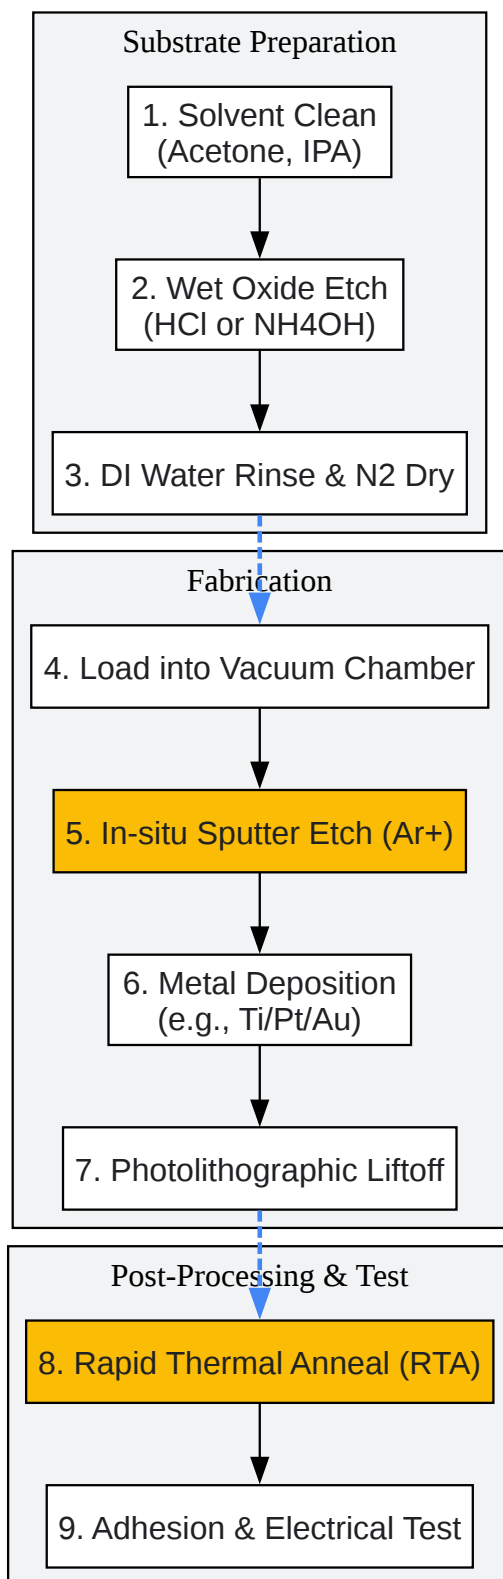 Substrate Preparation
1. Solvent Clean
(Acetone, IPA)
2. Wet Oxide Etch
(HCl or NH4OH)
3. DI Water Rinse & N2 Dry
Fabrication
4. Load into Vacuum Chamber
5. In-situ Sputter Etch (Ar+)
6. Metal Deposition
(e.g., Ti/Pt/Au)
7. Photolithographic Liftoff
Post-Processing & Test
8. Rapid Thermal Anneal (RTA)
9. Adhesion & Electrical Test